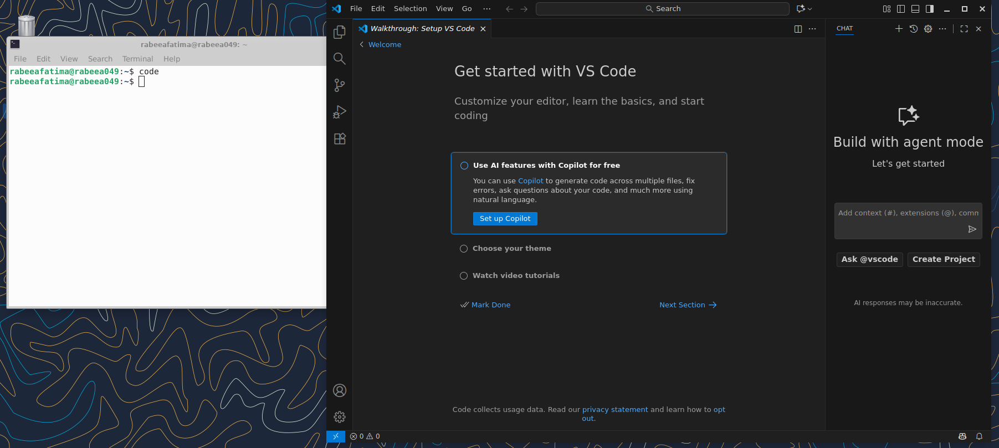 rabeeafatima@rabeea049: ~
File Edit View Search Terminal Help
rabeeafatima@rabeea049:~$ code
rabeeafatima@rabeea049:~$
File Edit Selection View Go ···
Search
Walkthrough: Setup VS Code
Welcome
Get started with VS Code
Customize your editor, learn the basics, and start
coding
Use AI features with Copilot for free
You can use Copilot to generate code across multiple files, fix
errors, ask questions about your code, and much more using
natural language.
Set up Copilot
Choose your theme
Watch video tutorials
Mark Done
Next Section
Code collects usage data. Read our privacy statement and learn how to opt
out.
CHAT
Build with agent mode
Let's get started
Add context (#), extensions (@), comm
Ask @vscode Create Project
AI responses may be inaccurate.
0 0